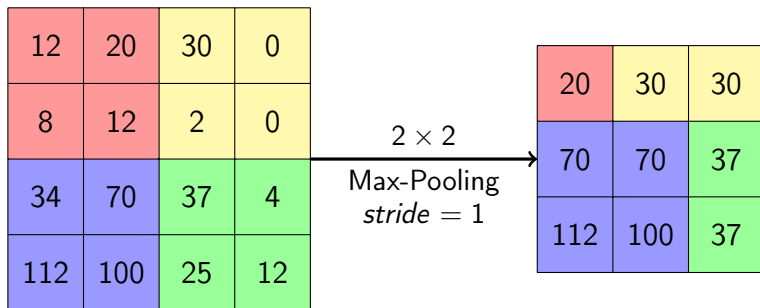 12 20 30 0
8 12 2 0
34 70 37 4
112 100 25 12
2 × 2
Max-Pooling
stride = 1
20 30 30
70 70 37
112 100 37